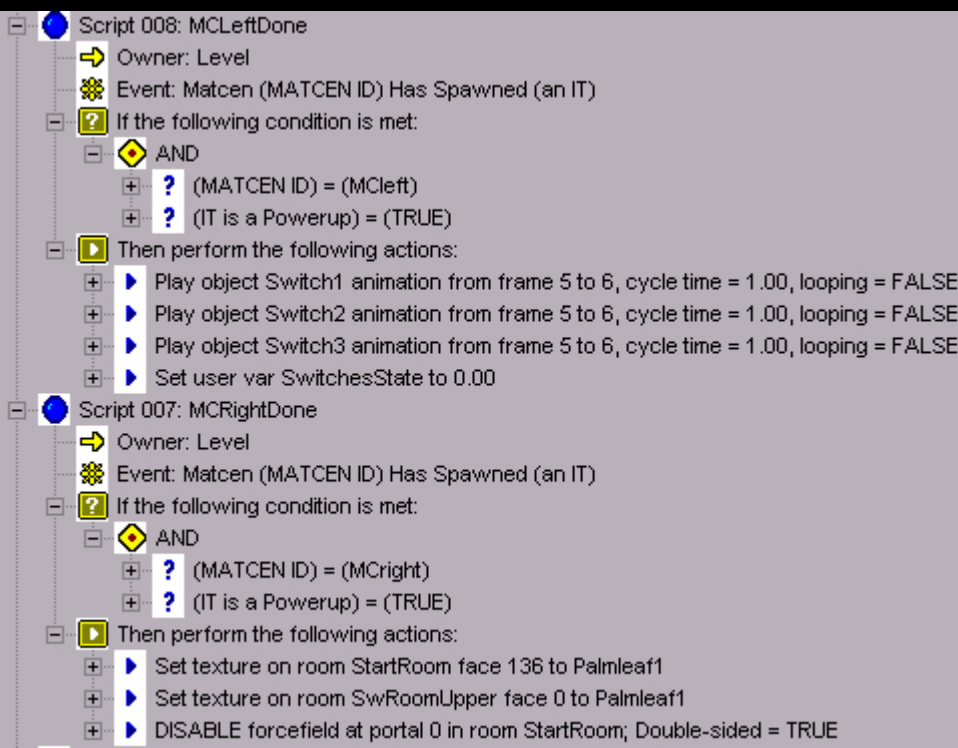 Script 008: MCLeftDone
Owner: Level
Event: Matcen (MATCEN ID) Has Spawned (an IT)
If the following condition is met:
AND
(MATCEN ID) = (MCleft)
(IT is a Powerup) = (TRUE)
Then perform the following actions:
Play object Switch1 animation from frame 5 to 6, cycle time = 1.00, looping = FALSE
Play object Switch2 animation from frame 5 to 6, cycle time = 1.00, looping = FALSE
Play object Switch3 animation from frame 5 to 6, cycle time = 1.00, looping = FALSE
Set user var SwitchesState to 0.00
Script 007: MCRightDone
Owner: Level
Event: Matcen (MATCEN ID) Has Spawned (an IT)
If the following condition is met:
AND
(MATCEN ID) = (MCright)
(IT is a Powerup) = (TRUE)
Then perform the following actions:
Set texture on room StartRoom face 136 to Palmleaf1
Set texture on room SwRoomUpper face 0 to Palmleaf1
DISABLE forcefield at portal 0 in room StartRoom; Double-sided = TRUE